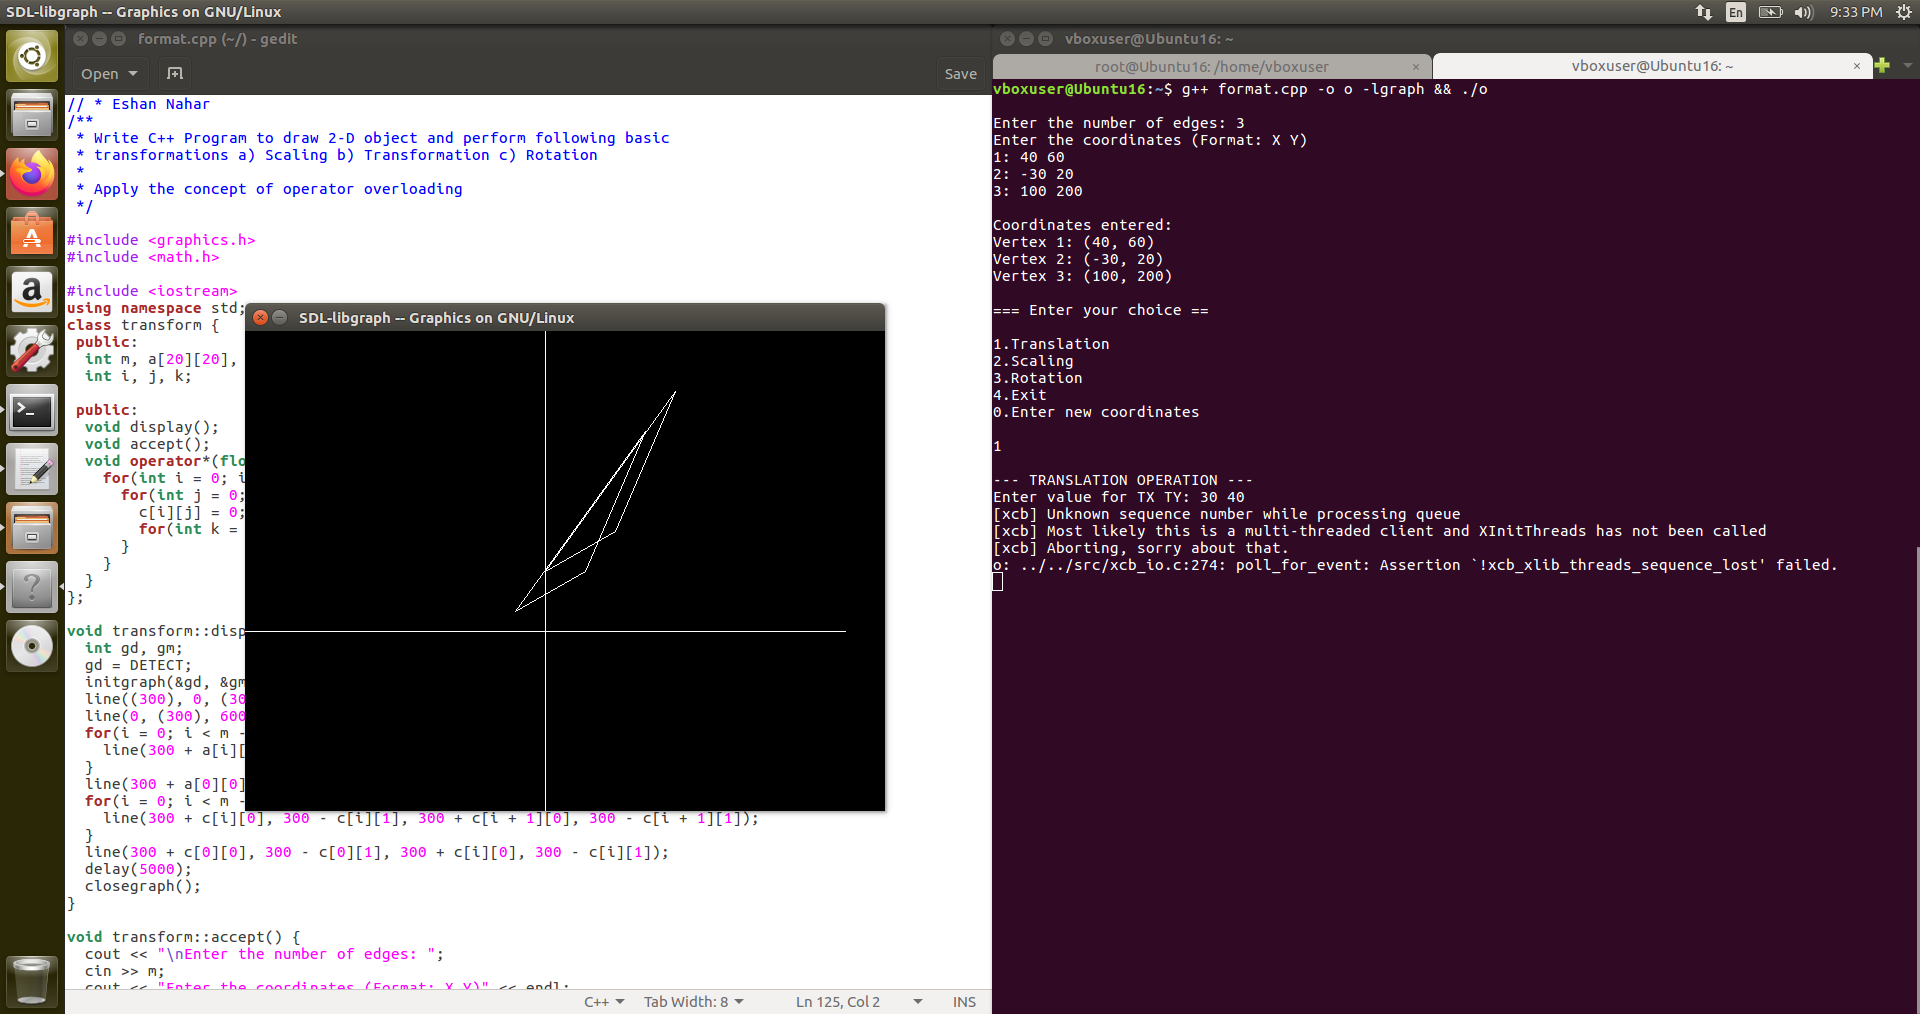 SDL-libgraph -- Graphics on GNU/Linux
En
9:33 PM
format.cpp (~/) - gedit
Open
Save
// * Eshan Nahar
/**
 * Write C++ Program to draw 2-D object and perform following basic
 * transformations a) Scaling b) Transformation c) Rotation
 *
 * Apply the concept of operator overloading
 */
#include <graphics.h>
#include <math.h>
#include <iostream>
using namespace std;
class transform {
 public:
  int m, a[20][20],
  int i, j, k;
 public:
  void display();
  void accept();
  void operator*(flo
    for(int i = 0; i
      for(int j = 0;
        c[i][j] = 0;
        for(int k =
      }
    }
  }
};
void transform::disp
  int gd, gm;
  gd = DETECT;
  initgraph(&gd, &gm
  line((300), 0, (30
  line(0, (300), 600
  for(i = 0; i < m -
    line(300 + a[i][
  }
  line(300 + a[0][0]
  for(i = 0; i < m -
    line(300 + c[i][0], 300 - c[i][1], 300 + c[i + 1][0], 300 - c[i + 1][1]);
  }
  line(300 + c[0][0], 300 - c[0][1], 300 + c[i][0], 300 - c[i][1]);
  delay(5000);
  closegraph();
}
void transform::accept() {
  cout << "\nEnter the number of edges: ";
  cin >> m;
  cout << "Enter the coordinates (Format: X Y)" << endl;
C++
Tab Width: 8
Ln 125, Col 2
INS
SDL-libgraph -- Graphics on GNU/Linux
vboxuser@Ubuntu16: ~
root@Ubuntu16: /home/vboxuser
vboxuser@Ubuntu16: ~
vboxuser@Ubuntu16:~$ g++ format.cpp -o o -lgraph && ./o
Enter the number of edges: 3
Enter the coordinates (Format: X Y)
1: 40 60
2: -30 20
3: 100 200
Coordinates entered:
Vertex 1: (40, 60)
Vertex 2: (-30, 20)
Vertex 3: (100, 200)
=== Enter your choice ==
1.Translation
2.Scaling
3.Rotation
4.Exit
0.Enter new coordinates
1
--- TRANSLATION OPERATION ---
Enter value for TX TY: 30 40
[xcb] Unknown sequence number while processing queue
[xcb] Most likely this is a multi-threaded client and XInitThreads has not been called
[xcb] Aborting, sorry about that.
o: ../../src/xcb_io.c:274: poll_for_event: Assertion `!xcb_xlib_threads_sequence_lost' failed.